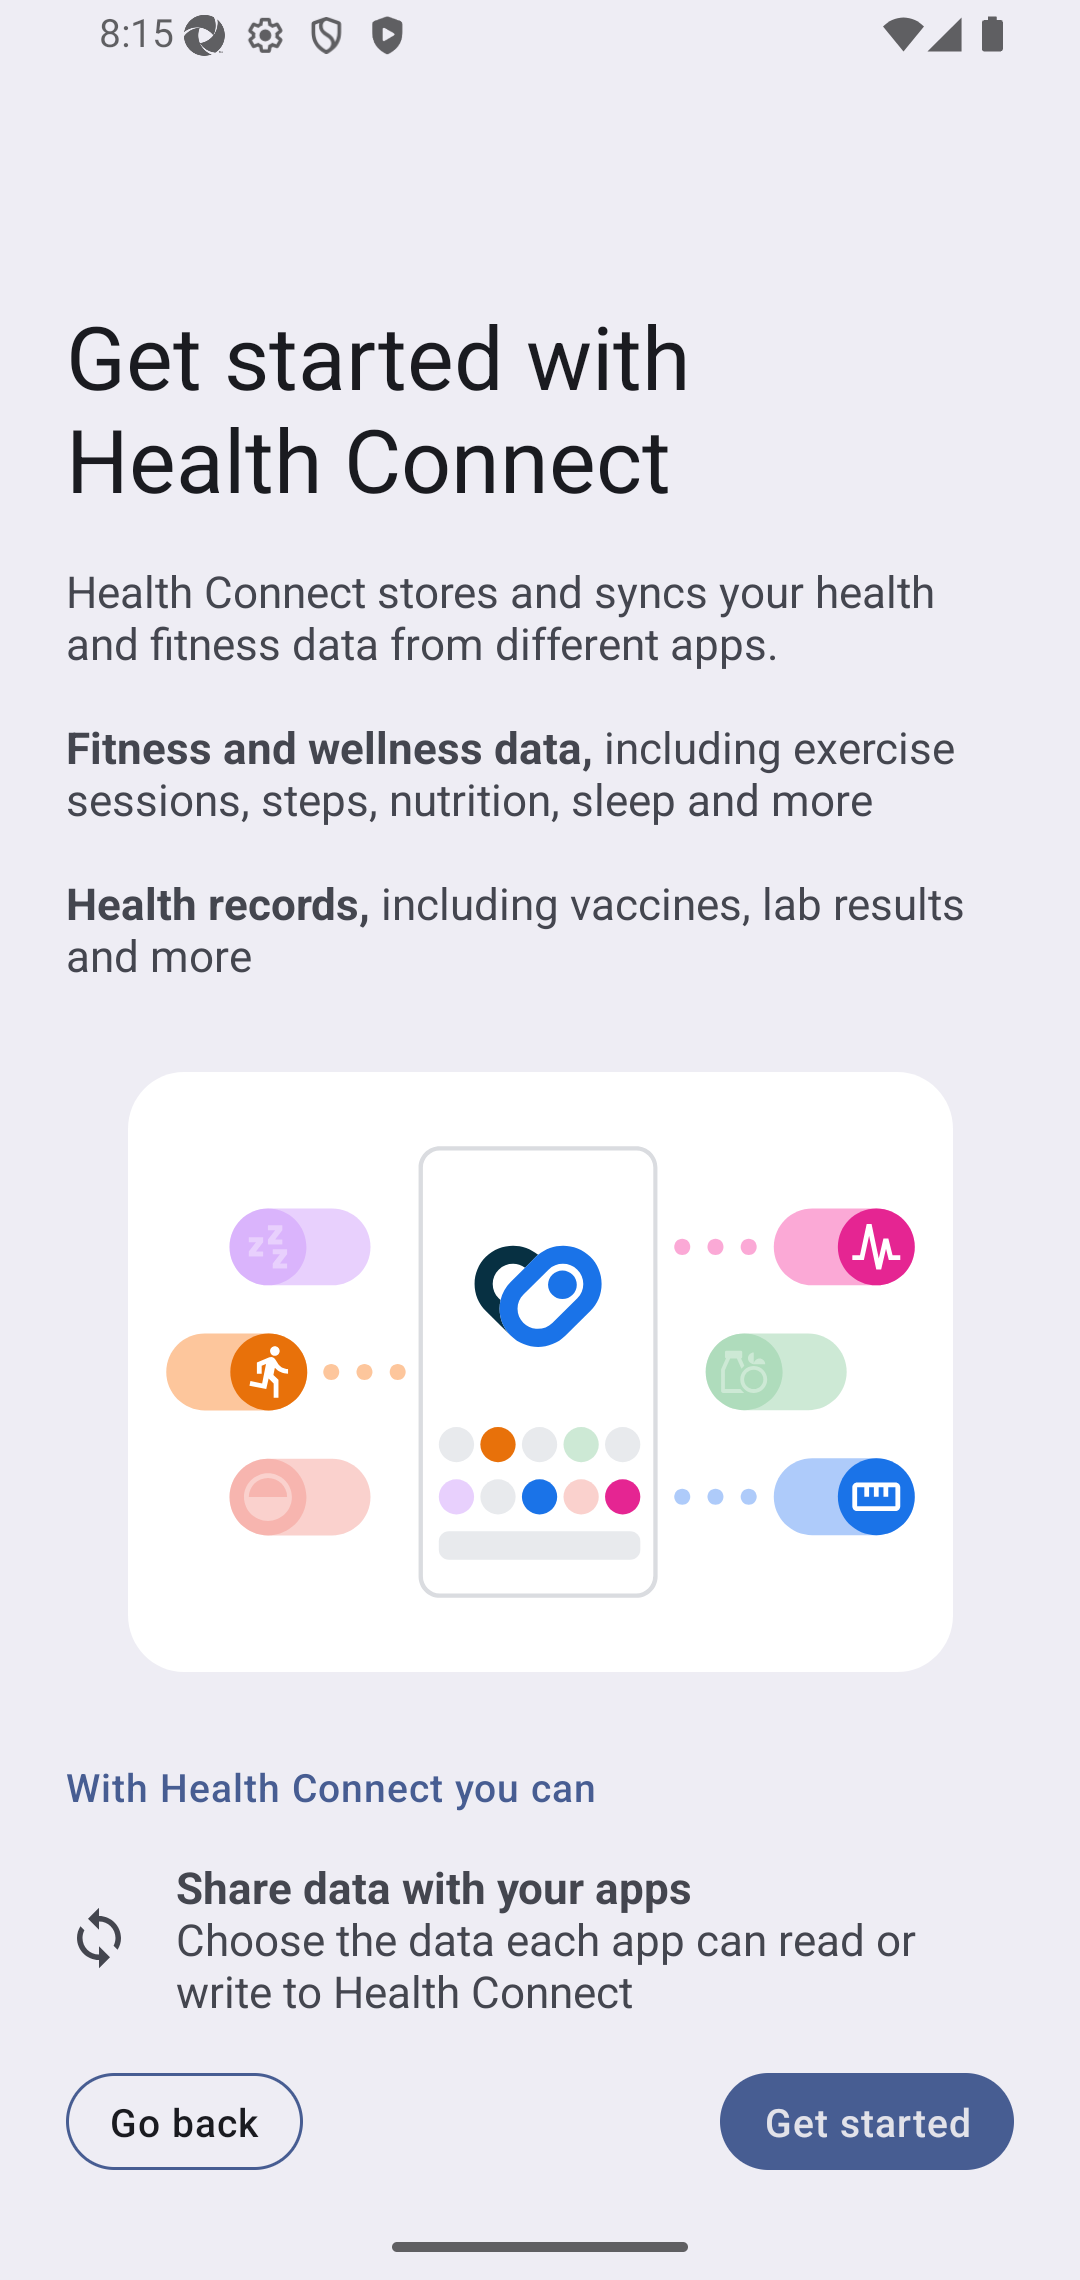 8:15
Get started with
Health Connect
Health Connect stores and syncs your health
and fitness data from different apps.
Fitness and wellness data, including exercise
sessions, steps, nutrition, sleep and more
Health records, including vaccines, lab results
and more
With Health Connect you can
Share data with your apps
Choose the data each app can read or
write to Health Connect
Go back
Get started